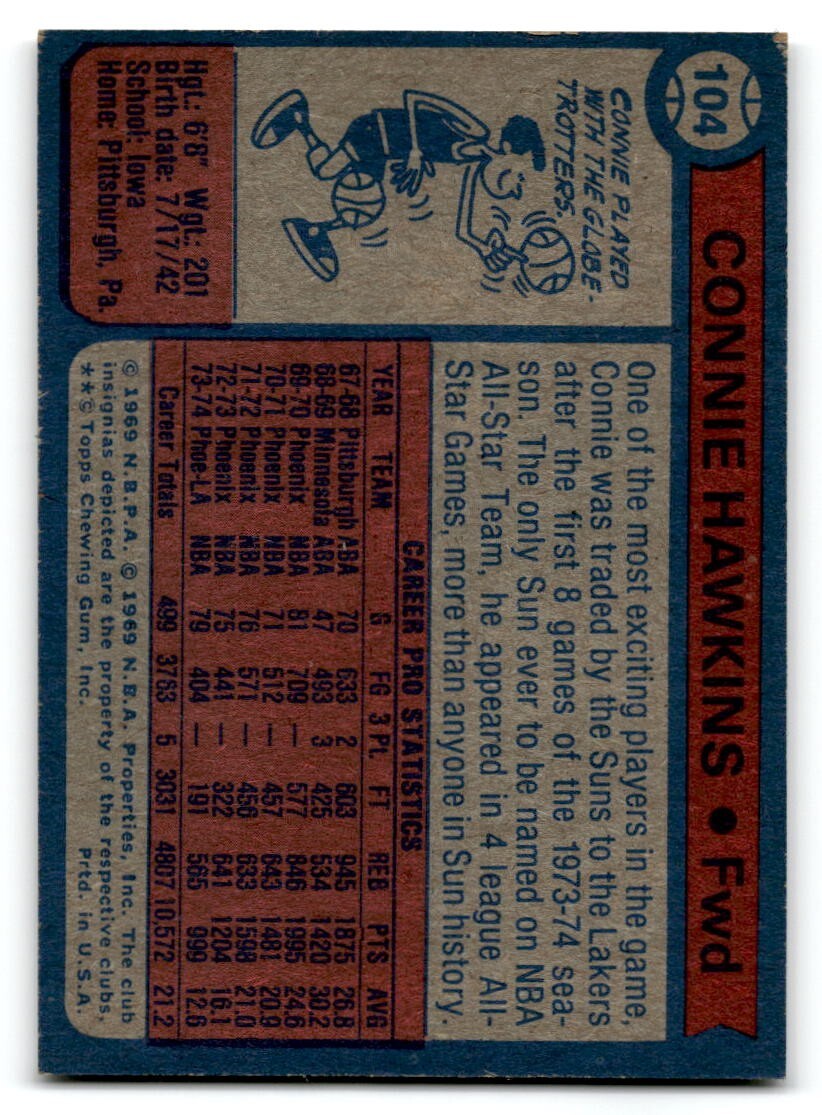 104
CONNIE HAWKINS • Fwd
CONNIE PLAYED
WITH THE GLOBE-
TROTTERS.
Hgt.: 6'8" Wgt.: 201
Birth date: 7/17/42
School: Iowa
Home: Pittsburgh, Pa.
One of the most exciting players in the game,
Connie was traded by the Suns to the Lakers
after the first 8 games of the 1973-74 sea-
son. The only Sun ever to be named on NBA
All-Star Team, he appeared in 4 league All-
Star Games, more than anyone in Sun history.
CAREER PRO STATISTICS
YEAR TEAM G FG 3 PL FT REB PTS AVG
67-68 Pittsburgh ABA 70 633 2 603 945 1875 26.8
68-69 Minnesota ABA 47 493 3 425 534 1420 30.2
69-70 Phoenix NBA 81 709 — 577 846 1995 24.6
70-71 Phoenix NBA 71 512 — 457 643 1481 20.9
71-72 Phoenix NBA 76 571 — 456 633 1598 21.0
72-73 Phoenix NBA 75 441 — 322 641 1204 16.1
73-74 Phoe-LA NBA 79 404 — 191 565 999 12.6
Career Totals 499 3763 5 3031 4807 10,572 21.2
© 1969 N.B.P.A. © 1969 N.B.A. Properties, Inc. The club
insignias depicted are the property of the respective clubs,
**© Topps Chewing Gum, Inc. Prtd. in U.S.A.